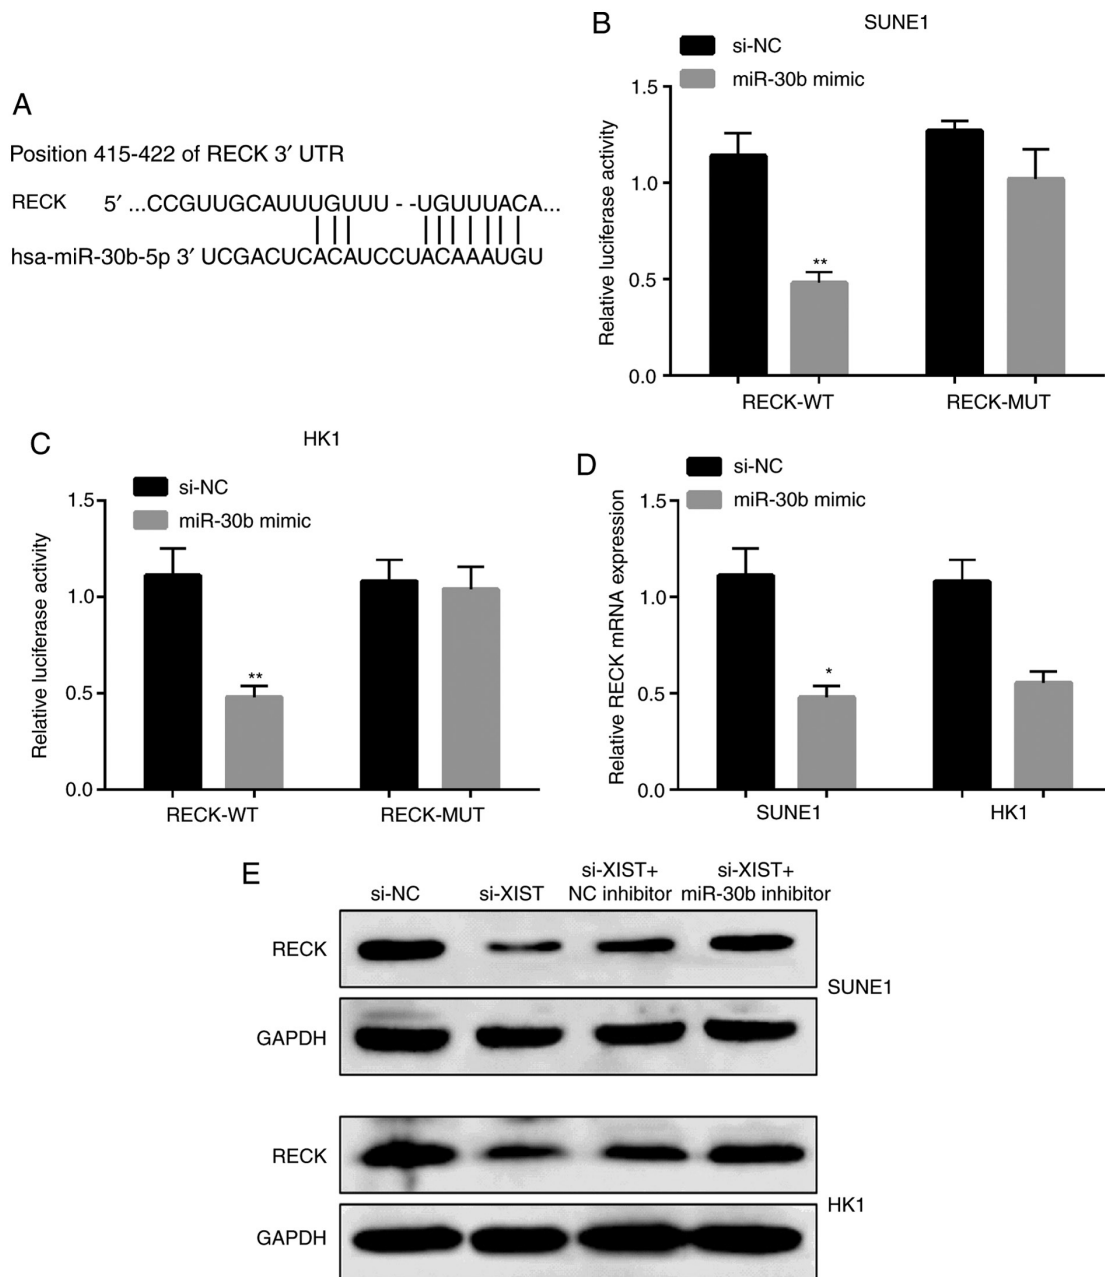 A
Position 415-422 of RECK 3′ UTR
RECK 5′ ...CCGUUGCAUUUGUUU - -UGUUUACA...
hsa-miR-30b-5p 3′ UCGACUCACAUCCUACAAAUGU
B
SUNE1
si-NC
miR-30b mimic
Relative luciferase activity
1.5
1.0
0.5
0.0
**
RECK-WT RECK-MUT
C
HK1
si-NC
miR-30b mimic
Relative luciferase activity
1.5
1.0
0.5
0.0
**
RECK-WT RECK-MUT
D
si-NC
miR-30b mimic
Relative RECK mRNA expression
1.5
1.0
0.5
0.0
*
SUNE1 HK1
E
si-NC
si-XIST
si-XIST+
NC inhibitor
si-XIST+
miR-30b inhibitor
RECK
GAPDH
SUNE1
RECK
GAPDH
HK1